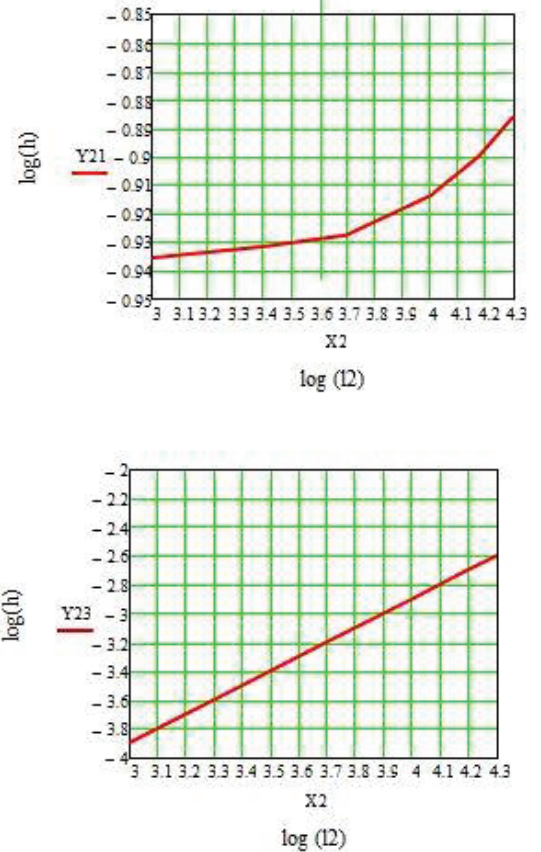 − 0.85
− 0.86
− 0.87
− 0.88
− 0.89
− 0.9
− 0.91
− 0.92
− 0.93
− 0.94
− 0.95
log(h)
Y21
3 3.1 3.2 3.3 3.4 3.5 3.6 3.7 3.8 3.9 4 4.1 4.2 4.3
X2
log (l2)
− 2
− 2.2
− 2.4
− 2.6
− 2.8
− 3
− 3.2
− 3.4
− 3.6
− 3.8
− 4
log(h)
Y23
3 3.1 3.2 3.3 3.4 3.5 3.6 3.7 3.8 3.9 4 4.1 4.2 4.3
X2
log (l2)